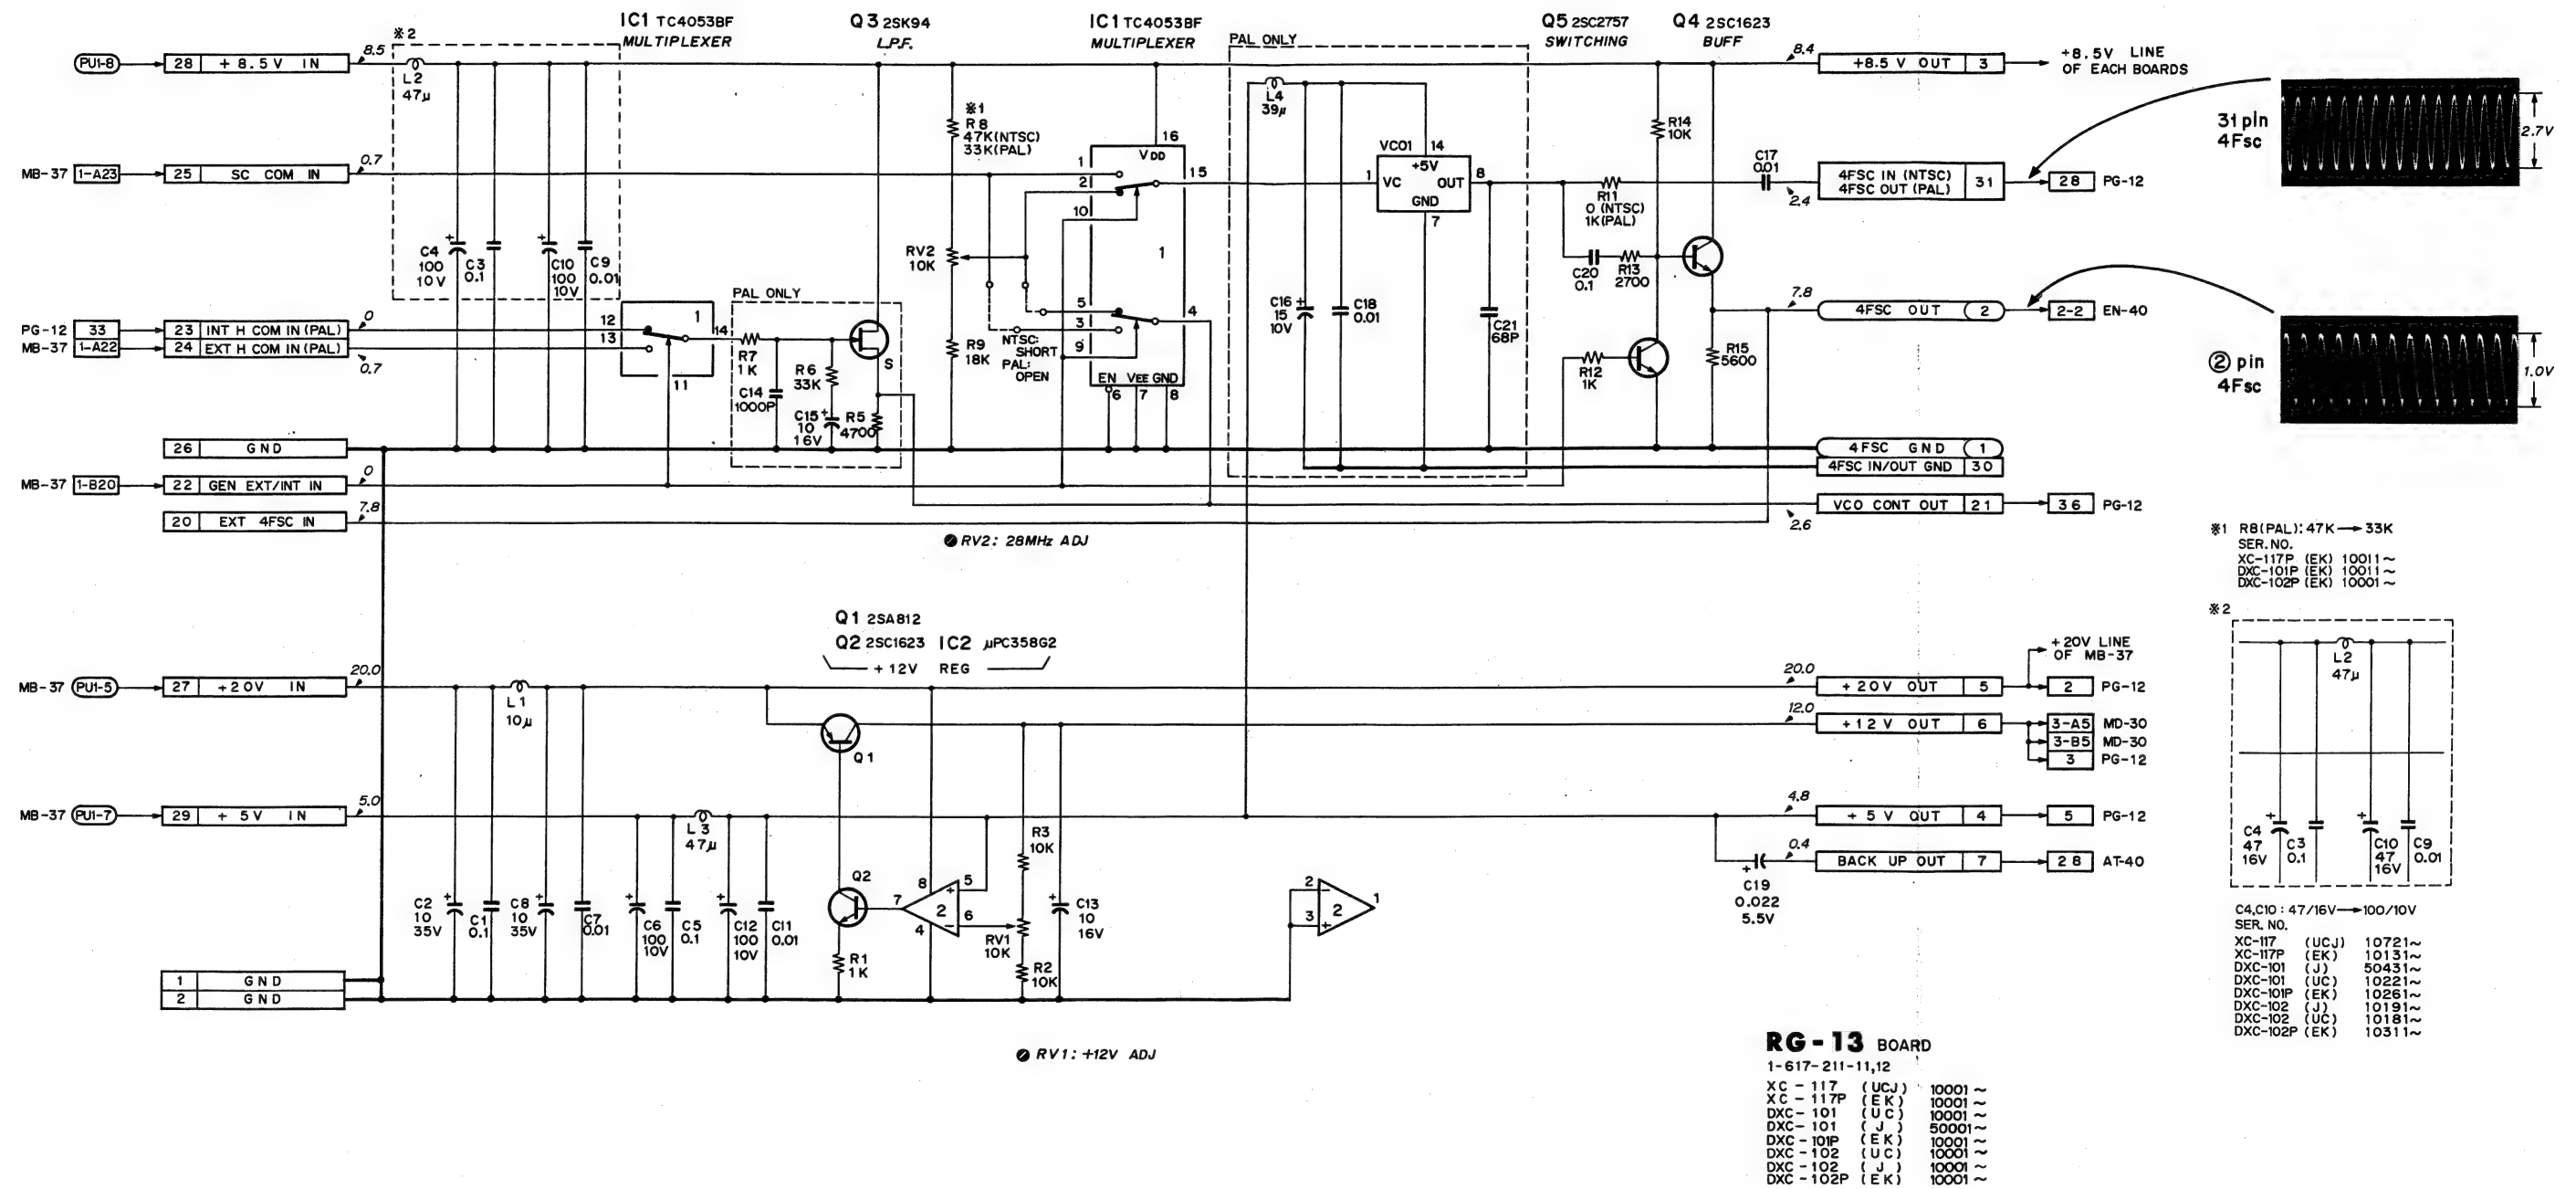 IC1 TC4053BF
MULTIPLEXER
Q3 2SK94
L.P.F.
IC1 TC4053BF
MULTIPLEXER
Q5 2SC2757
SWITCHING
Q4 2SC1623
BUFF
※2
PAL ONLY
PU1-8
28 +8.5V IN
8.5
L2
47μ
8.4
+8.5V OUT 3
+8.5V LINE
OF EACH BOARDS
31 pin
4Fsc
2.7V
※1
R8
47K(NTSC)
33K(PAL)
16
VDD
L4
39μ
R14
10K
VCO1 14
+5V
VC
OUT
GND
1
8
7
MB-37 1-A23
25 SC COM IN
0.7
1
2
10
15
1
C17
0.01
R11
0 (NTSC)
1K(PAL)
2.4
4FSC IN (NTSC)
4FSC OUT (PAL) 31
28 PG-12
C4
100
10V
C3
0.1
C10
100
10V
C9
0.01
RV2
10K
C20
0.1
R13
2700
PAL ONLY
PG-12 33
23 INT H COM IN (PAL)
0
MB-37 1-A22
24 EXT H COM IN (PAL)
0.7
12
13
1
14
11
R7
1K
C14
1000P
R6
33K
C15
10
16V
R5
4700
S
R9
18K
NTSC:
SHORT
PAL:
OPEN
5
3
9
4
EN VEE GND
6 7 8
C16
15
10V
C18
0.01
C21
68P
R12
1K
R15
5600
7.8
4FSC OUT 2
2-2 EN-40
② pin
4Fsc
1.0V
26 GND
4FSC GND 1
4FSC IN/OUT GND 30
MB-37 1-B20
22 GEN EXT/INT IN
0
20 EXT 4FSC IN
7.8
VCO CONT OUT 21
2.6
36 PG-12
RV2: 28MHz ADJ
※1 R8(PAL): 47K→33K
SER.NO.
XC-117P (EK) 10011~
DXC-101P (EK) 10011~
DXC-102P (EK) 10001~
Q1 2SA812
Q2 2SC1623 IC2 μPC358G2
+12V REG
※2
L2
47μ
C4
47
16V
C3
0.1
C10
47
16V
C9
0.01
MB-37 PU1-5
27 +20V IN
20.0
L1
10μ
20.0
+20V OUT 5
+20V LINE
OF MB-37
2 PG-12
12.0
+12V OUT 6
3-A5 MD-30
3-B5 MD-30
3 PG-12
Q1
MB-37 PU1-7
29 +5V IN
5.0
L3
47μ
4.8
+5V OUT 4
5 PG-12
0.4
BACK UP OUT 7
28 AT-40
C19
0.022
5.5V
C2
10
35V
C1
0.1
C8
10
35V
C7
0.01
C6
100
10V
C5
0.1
C12
100
10V
C11
0.01
Q2
R1
1K
7
8
2
4
5
6
R3
10K
RV1
10K
R2
10K
C13
10
16V
2
3
2
1
1 GND
2 GND
RV1: +12V ADJ
C4,C10: 47/16V→100/10V
SER. NO.
XC-117 (UCJ) 10721~
XC-117P (EK) 10131~
DXC-101 (J) 50431~
DXC-101 (UC) 10221~
DXC-101P (EK) 10261~
DXC-102 (J) 10191~
DXC-102 (UC) 10181~
DXC-102P (EK) 10311~
RG-13 BOARD
1-617-211-11,12
XC-117 (UCJ) 10001~
XC-117P (EK) 10001~
DXC-101 (UC) 10001~
DXC-101 (J) 50001~
DXC-101P (EK) 10001~
DXC-102 (UC) 10001~
DXC-102 (J) 10001~
DXC-102P (EK) 10001~